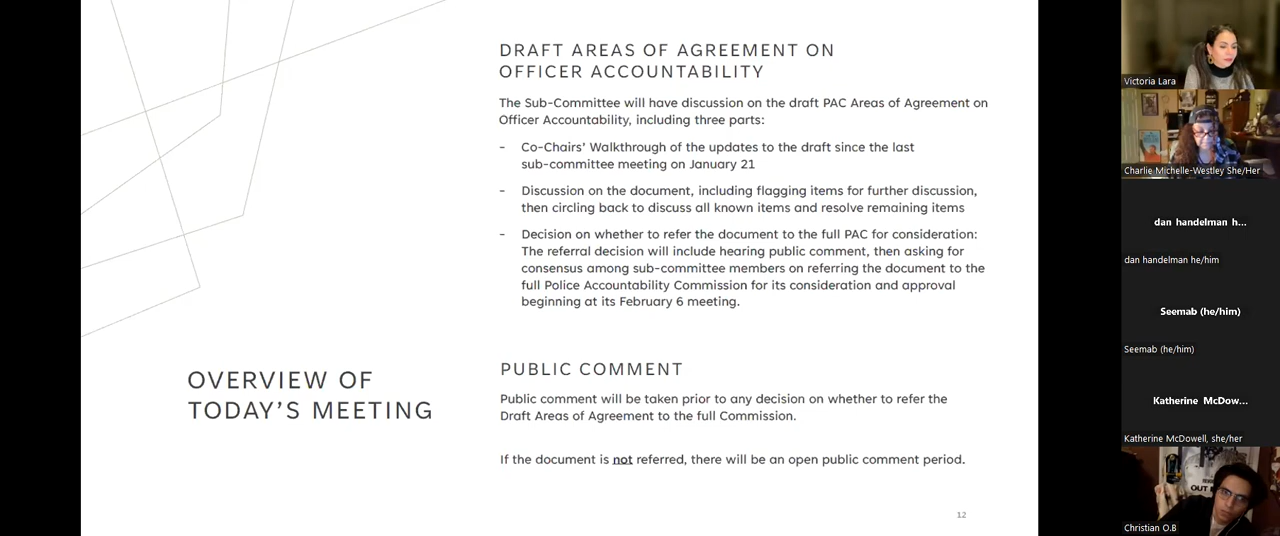 DRAFT AREAS OF AGREEMENT ON
OFFICER ACCOUNTABILITY
The Sub-Committee will have discussion on the draft PAC Areas of Agreement on
Officer Accountability, including three parts:
- Co-Chairs' Walkthrough of the updates to the draft since the last
sub-committee meeting on January 21
- Discussion on the document, including flagging items for further discussion,
then circling back to discuss all known items and resolve remaining items
- Decision on whether to refer the document to the full PAC for consideration:
The referral decision will include hearing public comment, then asking for
consensus among sub-committee members on referring the document to the
full Police Accountability Commission for its consideration and approval
beginning at its February 6 meeting.
OVERVIEW OF
TODAY'S MEETING
PUBLIC COMMENT
Public comment will be taken prior to any decision on whether to refer the
Draft Areas of Agreement to the full Commission.
If the document is not referred, there will be an open public comment period.
12
Victoria Lara
Charlie Michelle-Westley She/Her
dan handelman h...
dan handelman he/him
Seemab (he/him)
Seemab (he/him)
Katherine McDow...
Katherine McDowell, she/her
OUT
Christian O.B